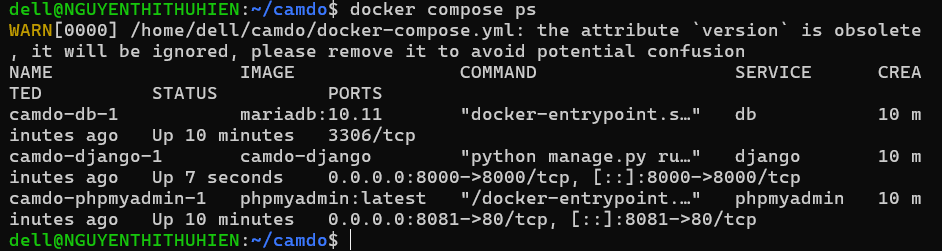 dell@NGUYENTHITHUHIEN:~/camdo$ docker compose ps
WARN[0000] /home/dell/camdo/docker-compose.yml: the attribute `version` is obsolete
, it will be ignored, please remove it to avoid potential confusion
NAME                 IMAGE               COMMAND                  SERVICE      CREA
TED        STATUS          PORTS
camdo-db-1           mariadb:10.11       "docker-entrypoint.s…"   db           10 m
inutes ago   Up 10 minutes   3306/tcp
camdo-django-1       camdo-django        "python manage.py ru…"   django       10 m
inutes ago   Up 7 seconds    0.0.0.0:8000->8000/tcp, [::]:8000->8000/tcp
camdo-phpmyadmin-1   phpmyadmin:latest   "/docker-entrypoint.…"   phpmyadmin   10 m
inutes ago   Up 10 minutes   0.0.0.0:8081->80/tcp, [::]:8081->80/tcp
dell@NGUYENTHITHUHIEN:~/camdo$